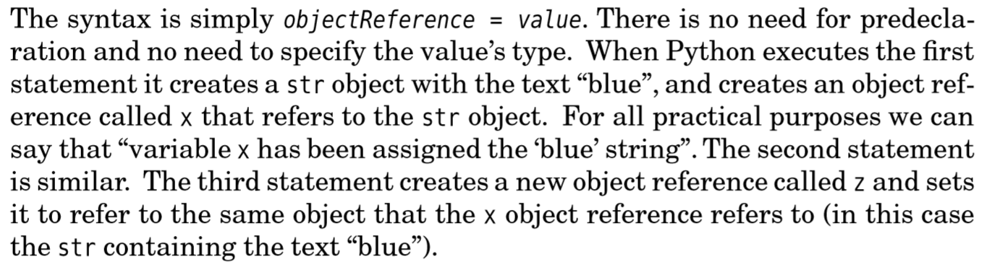 The syntax is simply objectReference = value. There is no need for predecla-
ration and no need to specify the value’s type. When Python executes the first
statement it creates a str object with the text “blue”, and creates an object ref-
erence called x that refers to the str object. For all practical purposes we can
say that “variable x has been assigned the ‘blue’ string”. The second statement
is similar. The third statement creates a new object reference called z and sets
it to refer to the same object that the x object reference refers to (in this case
the str containing the text “blue”).